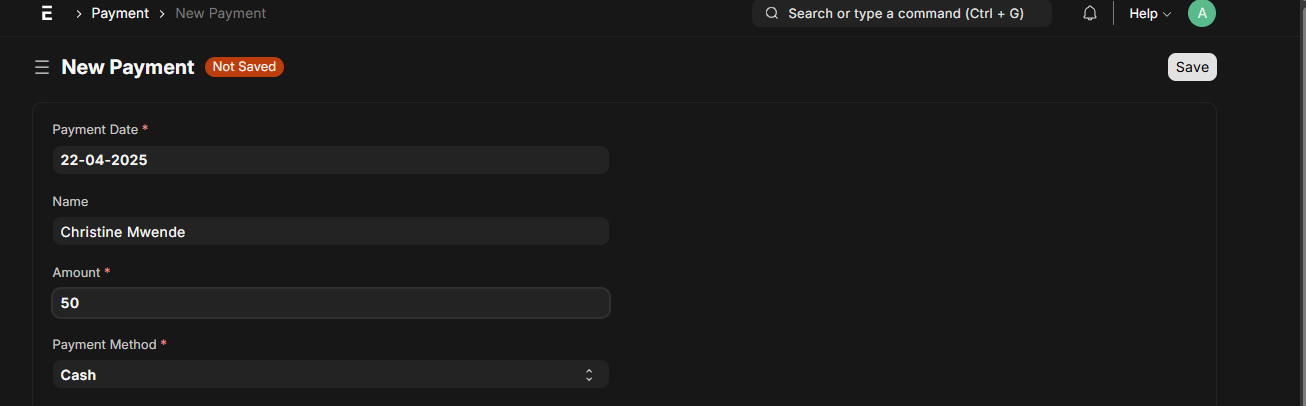 E > Payment > New Payment Search or type a command (Ctrl + G) Help A
New Payment Not Saved Save
Payment Date *
22-04-2025
Name
Christine Mwende
Amount *
50
Payment Method *
Cash